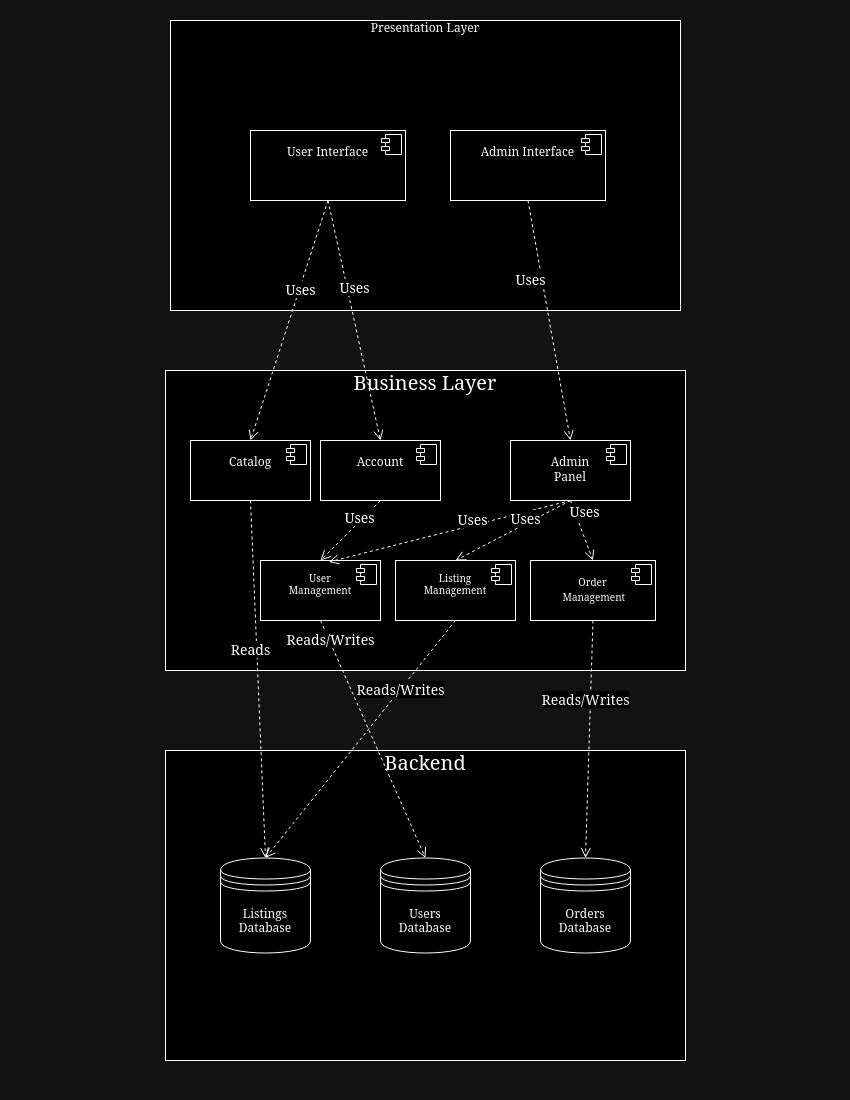 Presentation Layer
User Interface
Admin Interface
Uses
Uses
Uses
Business Layer
Catalog
Account
Admin
Panel
Uses
Uses
Uses
Uses
User
Management
Listing
Management
Order
Management
Reads
Reads/Writes
Reads/Writes
Reads/Writes
Backend
Listings
Database
Users
Database
Orders
Database